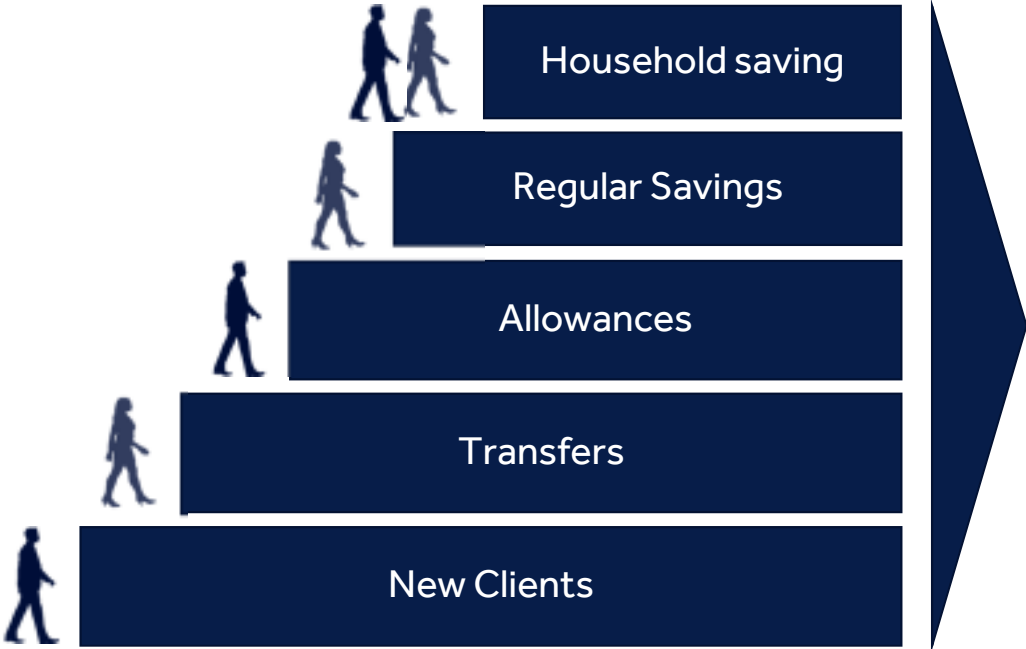 Household saving
Regular Savings
Allowances
Transfers
New Clients